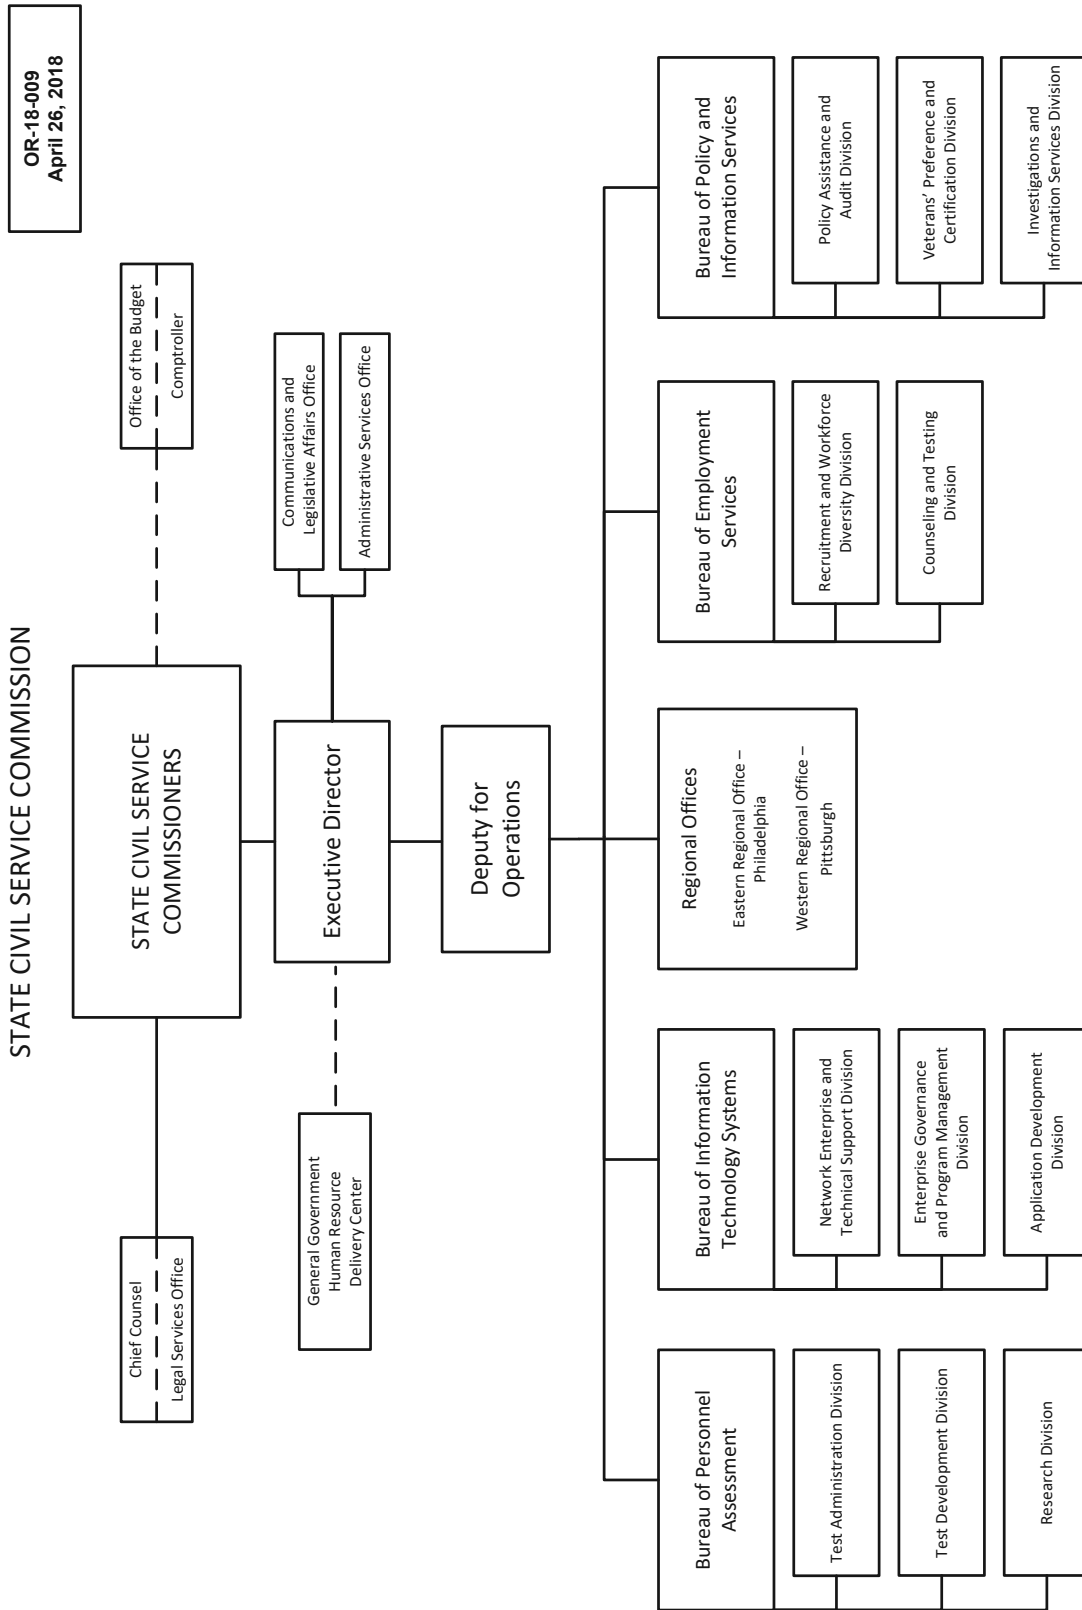 OR-18-009
April 26, 2018
STATE CIVIL SERVICE COMMISSION
STATE CIVIL SERVICE
COMMISSIONERS
Chief Counsel
Legal Services Office
Office of the Budget
Comptroller
Executive Director
General Government
Human Resource
Delivery Center
Communications and
Legislative Affairs Office
Administrative Services Office
Deputy for
Operations
Bureau of Personnel
Assessment
Test Administration Division
Test Development Division
Research Division
Bureau of Information
Technology Systems
Network Enterprise and
Technical Support Division
Enterprise Governance
and Program Management
Division
Application Development
Division
Regional Offices
Eastern Regional Office –
Philadelphia
Western Regional Office –
Pittsburgh
Bureau of Employment
Services
Recruitment and Workforce
Diversity Division
Counseling and Testing
Division
Bureau of Policy and
Information Services
Policy Assistance and
Audit Division
Veterans’ Preference and
Certification Division
Investigations and
Information Services Division